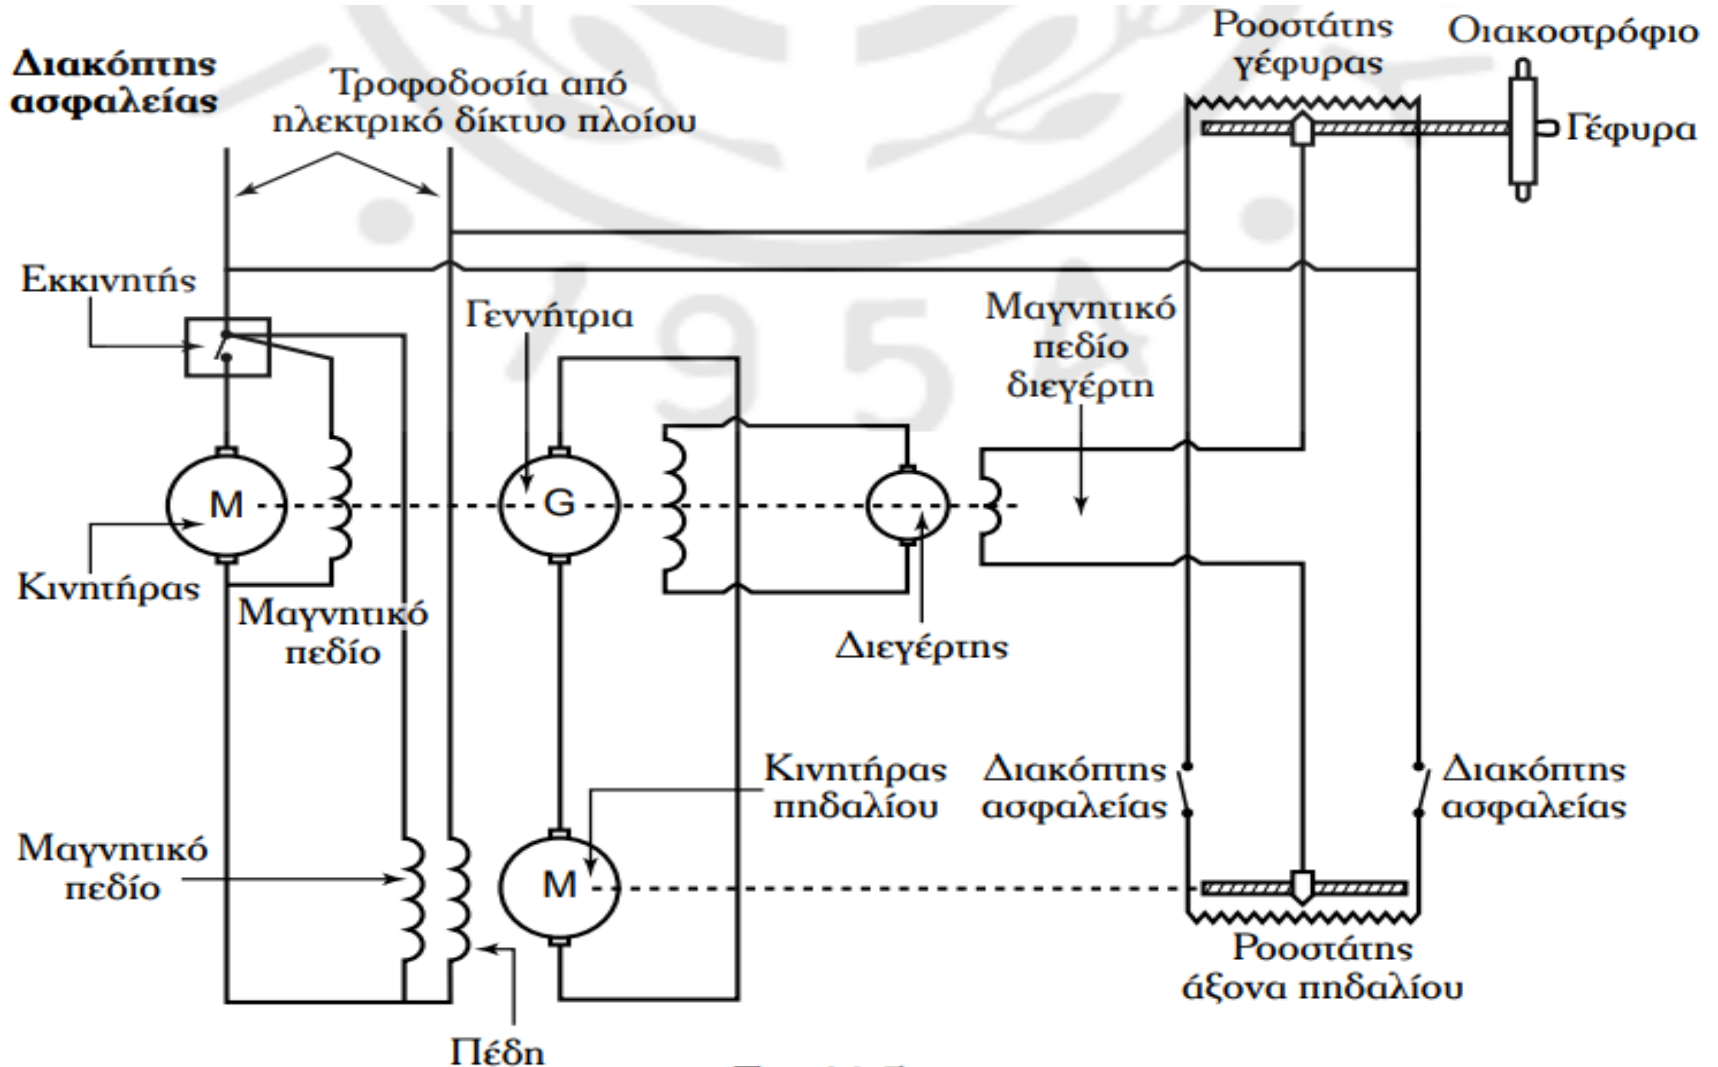 Διακόπτης
ασφαλείας
Τροφοδοσία από
ηλεκτρικό δίκτυο πλοίου
Ροοστάτης
γέφυρας
Οιακοστρόφιο
Γέφυρα
Εκκινητής
Γεννήτρια
Μαγνητικό
πεδίο
διεγέρτη
'954
M
G
Κινητήρας
Μαγνητικό
πεδίο
Διεγέρτης
Κινητήρας
πηδαλίου
Διακόπτης
ασφαλείας
Διακόπτης
ασφαλείας
Μαγνητικό
πεδίο
M
Ροοστάτης
άξονα πηδαλίου
Πέδη